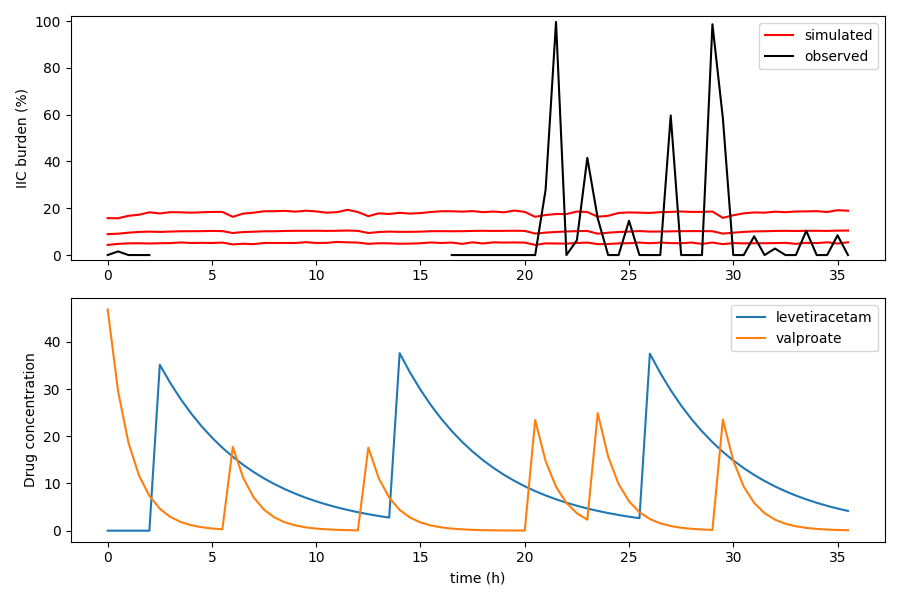 IIC burden (%)
100
80
60
40
20
0
simulated
observed
0 5 10 15 20 25 30 35
Drug concentration
40
30
20
10
0
levetiracetam
valproate
0 5 10 15 20 25 30 35
time (h)